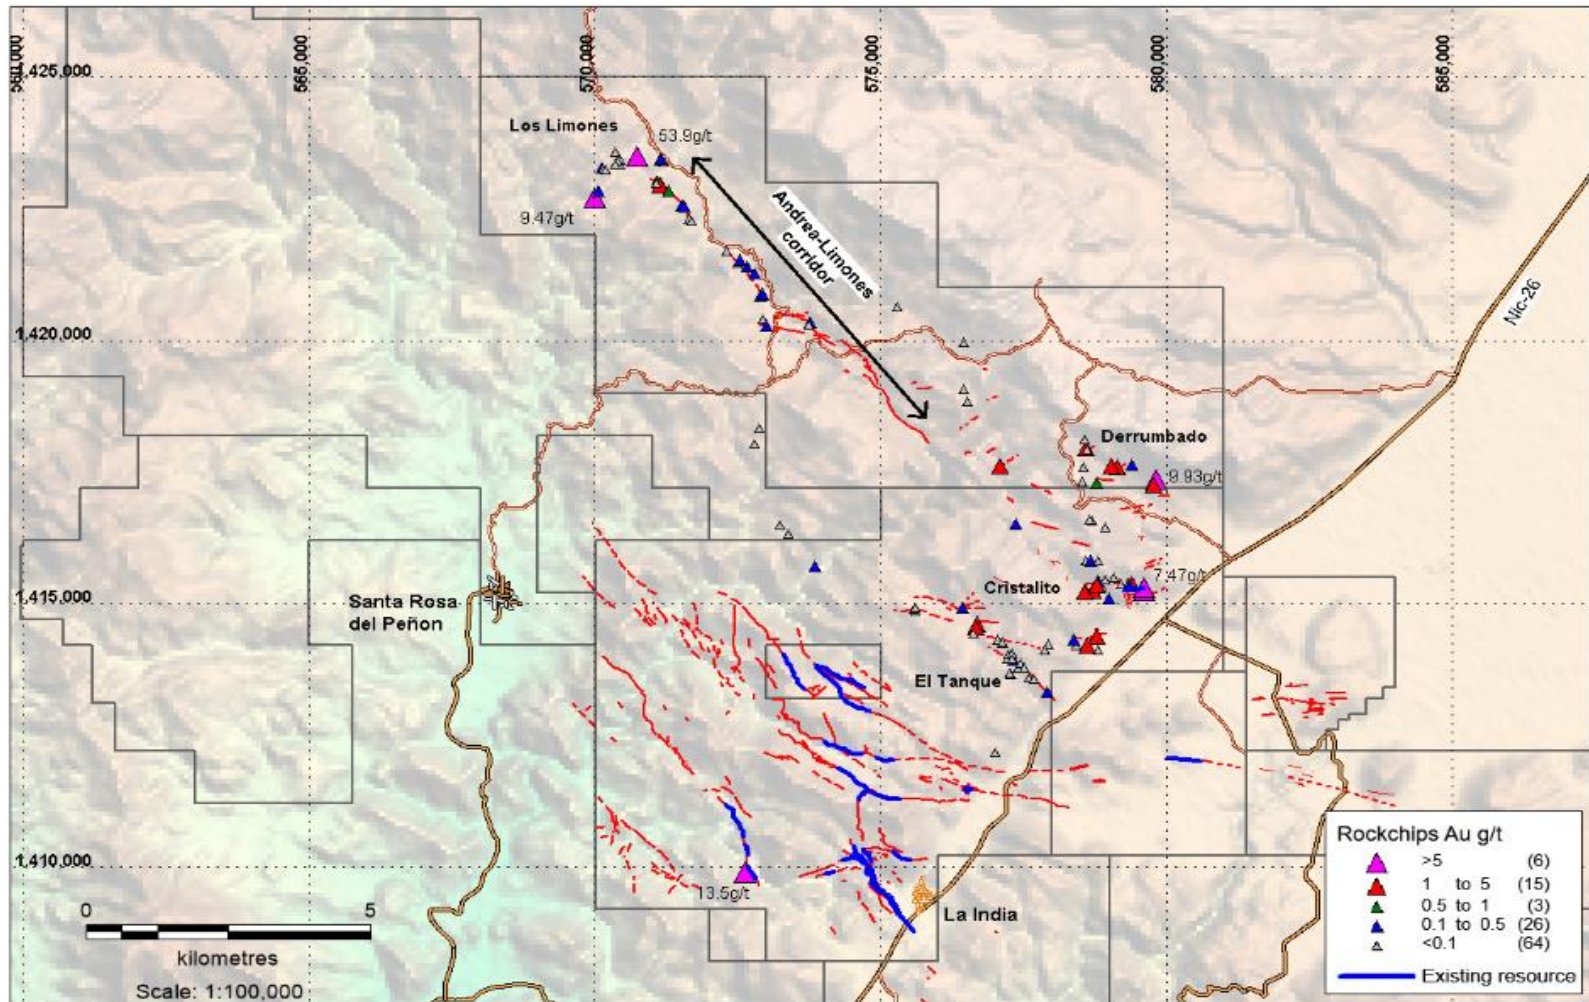 560,000
565,000
570,000
575,000
580,000
585,000
1,425,000
Los Limones
53.9g/t
9.47g/t
Andrea-Limones
corridor
Nic-26
1,420,000
Derrumbado
9.93g/t
1,415,000
Santa Rosa
del Peñon
Cristalito
7.47g/t
El Tanque
1,410,000
13.5g/t
La India
0 5
kilometres
Scale: 1:100,000
Rockchips Au g/t
>5 (6)
1 to 5 (15)
0.5 to 1 (3)
0.1 to 0.5 (26)
<0.1 (64)
Existing resource